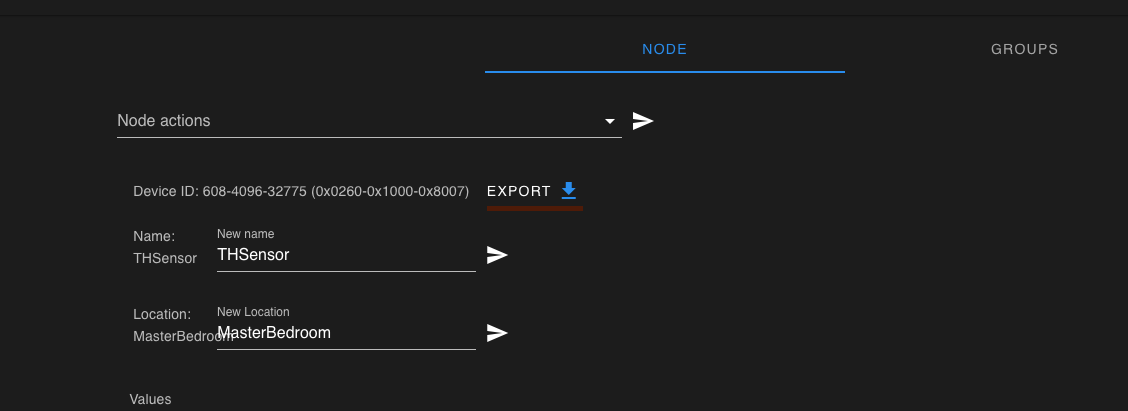 NODE GROUPS
Node actions
Device ID: 608-4096-32775 (0x0260-0x1000-0x8007) EXPORT
Name: New name
THSensor THSensor
Location: New Location
MasterBedroom MasterBedroom
Values